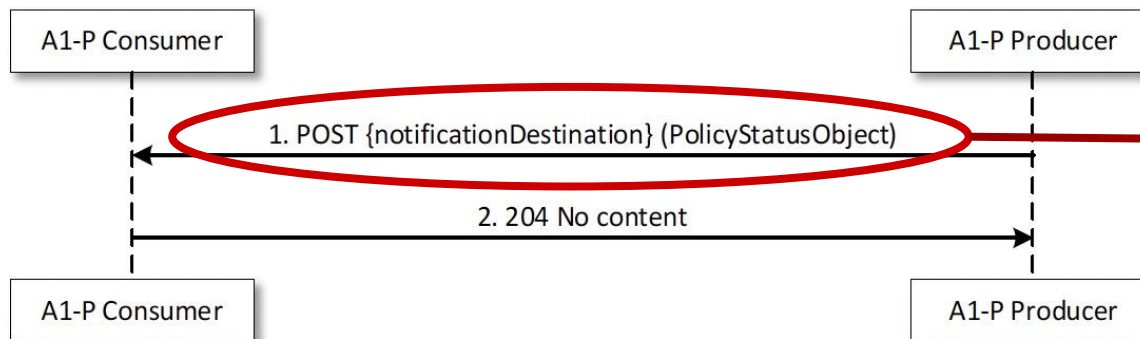 A1-P Consumer
A1-P Producer
1. POST {notificationDestination} (PolicyStatusObject)
2. 204 No content
A1-P Consumer
A1-P Producer